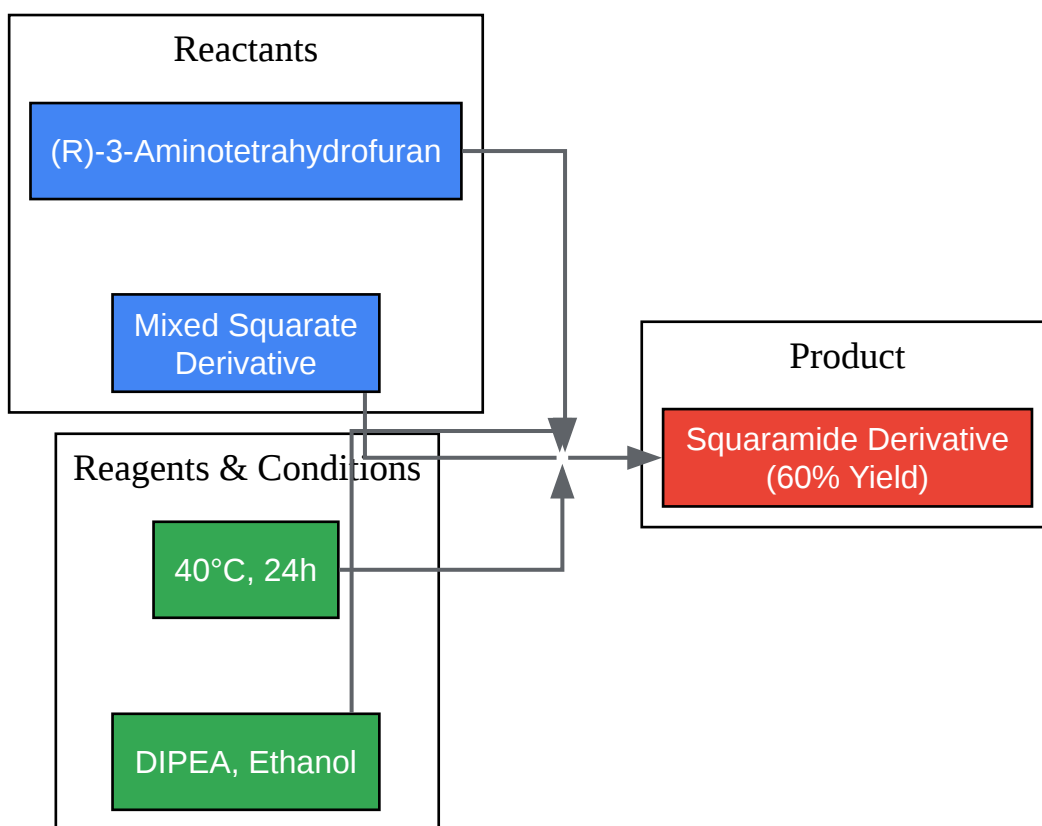 Reactants
(R)-3-Aminotetrahydrofuran
Mixed Squarate
Derivative
Reagents & Conditions
40°C, 24h
DIPEA, Ethanol
Product
Squaramide Derivative
(60% Yield)